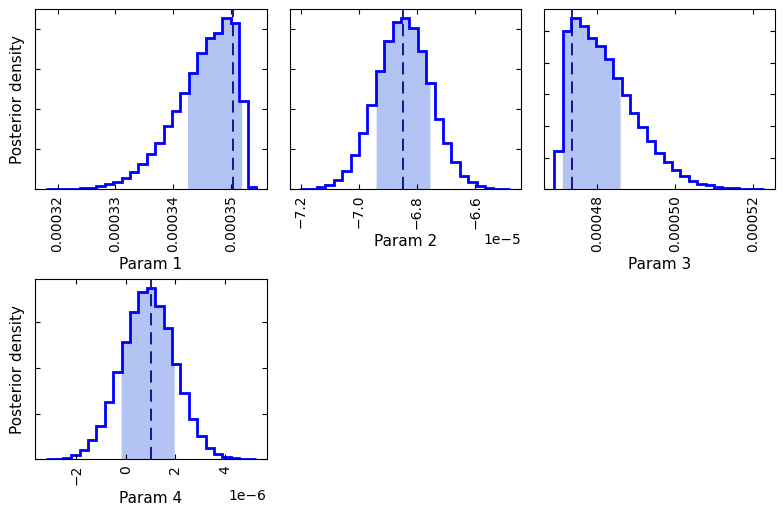 Posterior density
0.00032
0.00033
0.00034
0.00035
Param 1
−7.2
−7.0
−6.8
−6.6
1e−5
Param 2
0.00048
0.00050
0.00052
Param 3
Posterior density
−2
0
2
4
1e−6
Param 4